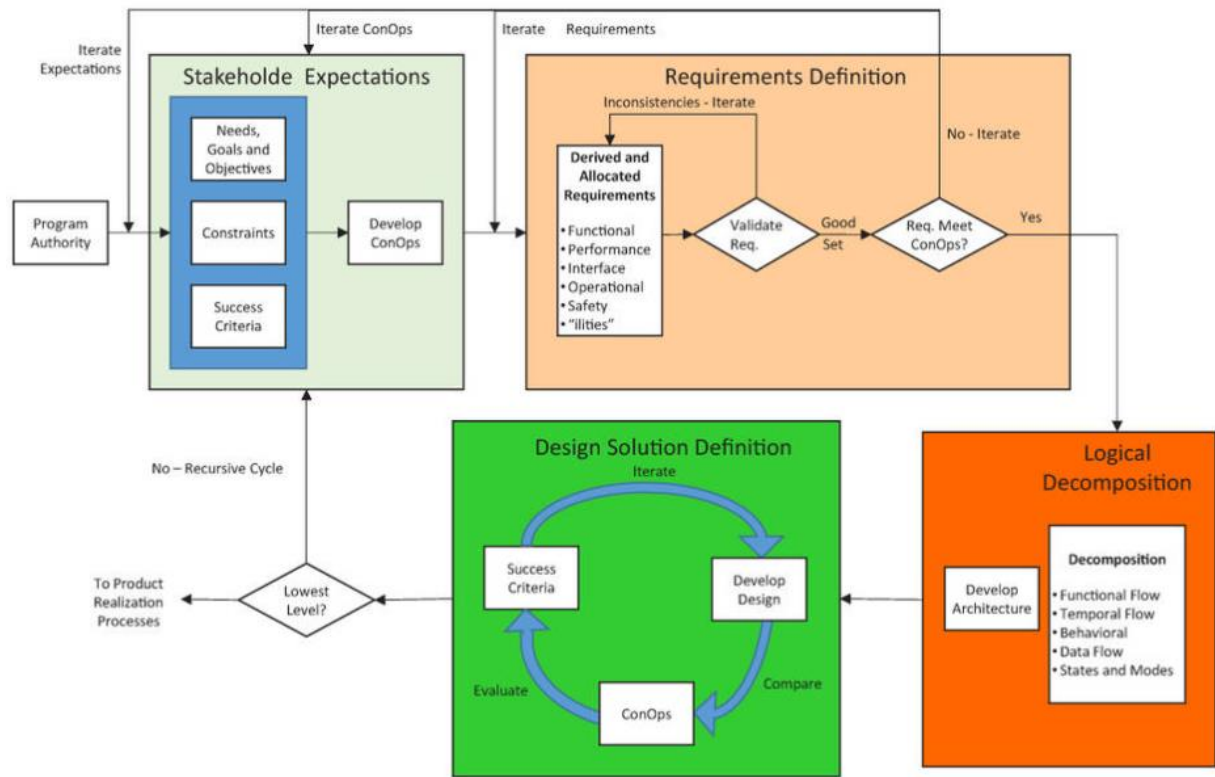 Iterate ConOps
Iterate Requirements
Iterate
Expectations
Stakeholde Expectations
Needs,
Goals and
Objectives
Constraints
Success
Criteria
Program
Authority
Develop
ConOps
Requirements Definition
Inconsistencies - Iterate
No - Iterate
Derived and
Allocated
Requirements
• Functional
• Performance
• Interface
• Operational
• Safety
• "ilities"
Validate
Req.
Good
Set
Req. Meet
ConOps?
Yes
Logical
Decomposition
Develop
Architecture
Decomposition
• Functional Flow
• Temporal Flow
• Behavioral
• Data Flow
• States and Modes
Design Solution Definition
Iterate
Success
Criteria
Develop
Design
Evaluate
Compare
ConOps
No – Recursive Cycle
Lowest
Level?
To Product
Realization
Processes